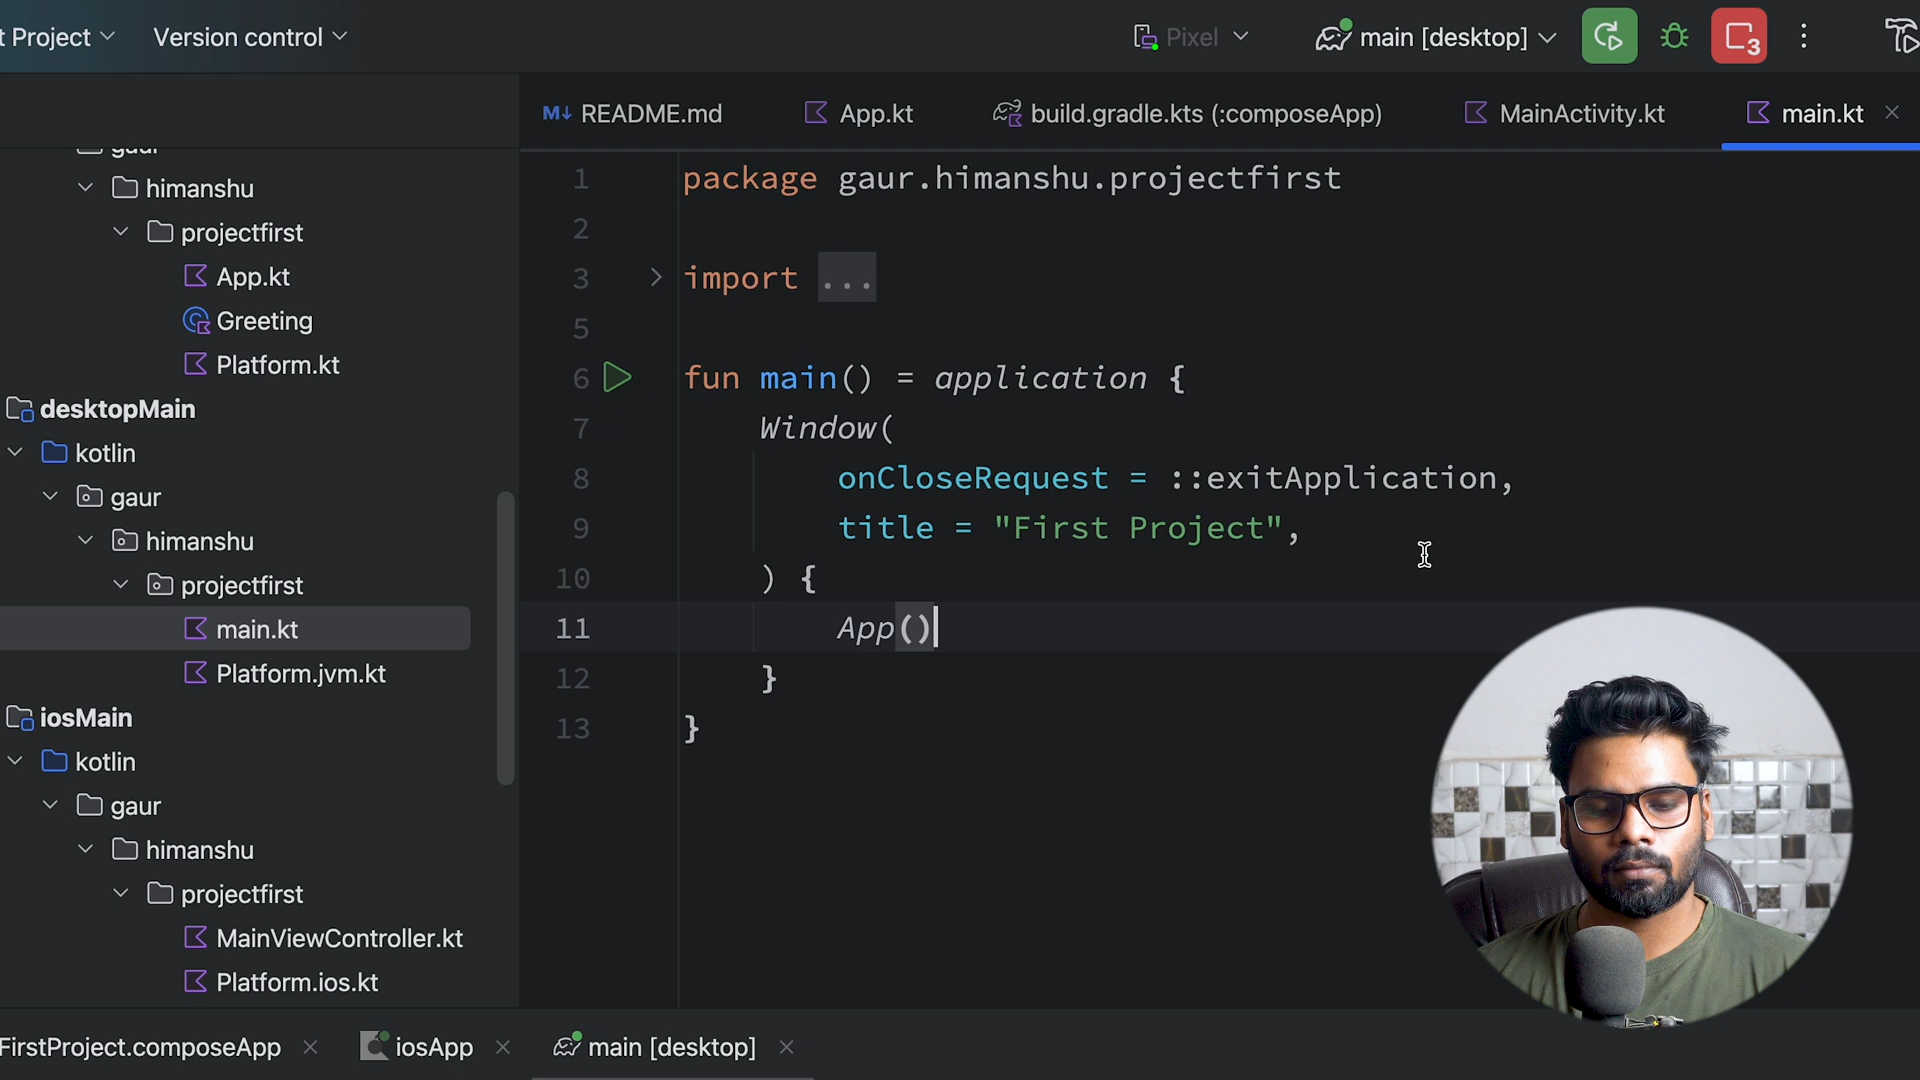 t Project
Version control
Pixel
main [desktop]
3
M↓ README.md
App.kt
build.gradle.kts (:composeApp)
MainActivity.kt
main.kt
gaur
himanshu
projectfirst
App.kt
Greeting
Platform.kt
desktopMain
kotlin
gaur
himanshu
projectfirst
main.kt
Platform.jvm.kt
iosMain
kotlin
gaur
himanshu
projectfirst
MainViewController.kt
Platform.ios.kt
1 package gaur.himanshu.projectfirst
2
3 import ...
5
6 fun main() = application {
7 Window(
8 onCloseRequest = ::exitApplication,
9 title = "First Project",
10 ) {
11 App()
12 }
13 }
FirstProject.composeApp
iosApp
main [desktop]